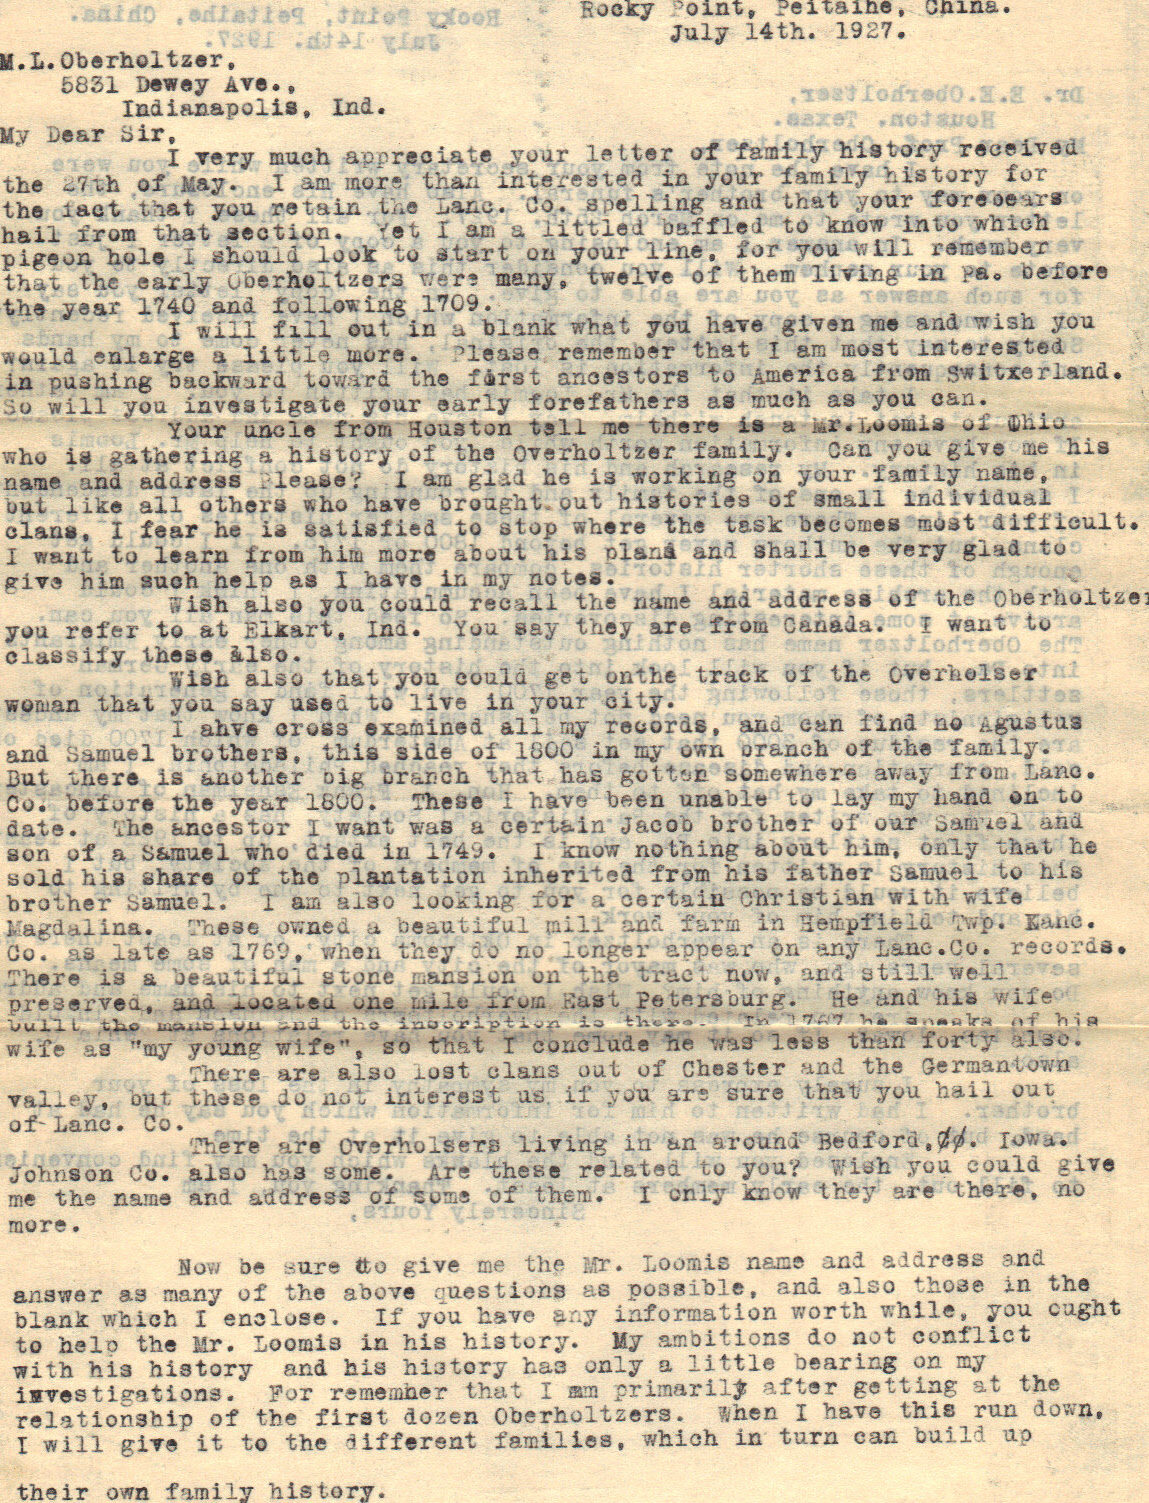 Rocky Point, Peitaihe, China.
July 14th. 1927.
M.L.Oberholtzer,
5831 Dewey Ave.,
Indianapolis, Ind.
My Dear Sir,
I very much appreciate your letter of family history received
the 27th of May. I am more than interested in your family history for
the fact that you retain the Lanc. Co. spelling and that your forebears
hail from that section. Yet I am a littled baffled to know into which
pigeon hole I should look to start on your line, for you will remember
that the early Oberholtzers were many, twelve of them living in Pa. before
the year 1740 and following 1709.
I will fill out in a blank what you have given me and wish you
would enlarge a little more. Please remember that I am most interested
in pushing backward toward the first ancestors to America from Switxerland.
So will you investigate your early forefathers as much as you can.
Your uncle from Houston tell me there is a Mr.Loomis of Ohio
who is gathering a history of the Overholtzer family. Can you give me his
name and address Please? I am glad he is working on your family name,
but like all others who have brought out histories of small individual
clans, I fear he is satisfied to stop where the task becomes most difficult.
I want to learn from him more about his plans and shall be very glad to
give him such help as I have in my notes.
Wish also you could recall the name and address of the Oberholtzer
you refer to at Elkart, Ind. You say they are from Canada. I want to
classify these also.
Wish also that you could get onthe track of the Overholser
woman that you say used to live in your city.
I ahve cross examined all my records, and can find no Agustus
and Samuel brothers, this side of 1800 in my own branch of the family.
But there is another big branch that has gotten somewhere away from Lanc.
Co. before the year 1800. These I have been unable to lay my hand on to
date. The ancestor I want was a certain Jacob brother of our Samuel and
son of a Samuel who died in 1749. I know nothing about him, only that he
sold his share of the plantation inherited from his father Samuel to his
brother Samuel. I am also looking for a certain Christian with wife
Magdalina. These owned a beautiful mill and farm in Hempfield Twp. Lanc.
Co. as late as 1769, when they do no longer appear on any Lanc.Co. records.
There is a beautiful stone mansion on the tract now, and still well
preserved, and located one mile from East Petersburg. He and his wife
built the mansion and the inscription is there. In 1767 he speaks of his
wife as "my young wife", so that I conclude he was less than forty also.
There are also lost clans out of Chester and the Germantown
valley, but these do not interest us if you are sure that you hail out
of Lanc. Co.
There are Overholsers living in an around Bedford, Iowa.
Johnson Co. also has some. Are these related to you? Wish you could give
me the name and address of some of them. I only know they are there, no
more.
Now be sure to give me the Mr. Loomis name and address and
answer as many of the above questions as possible, and also those in the
blank which I enclose. If you have any information worth while, you ought
to help the Mr. Loomis in his history. My ambitions do not conflict
with his history and his history has only a little bearing on my
investigations. For remember that I am primarily after getting at the
relationship of the first dozen Oberholtzers. When I have this run down,
I will give it to the different families, which in turn can build up
their own family history.